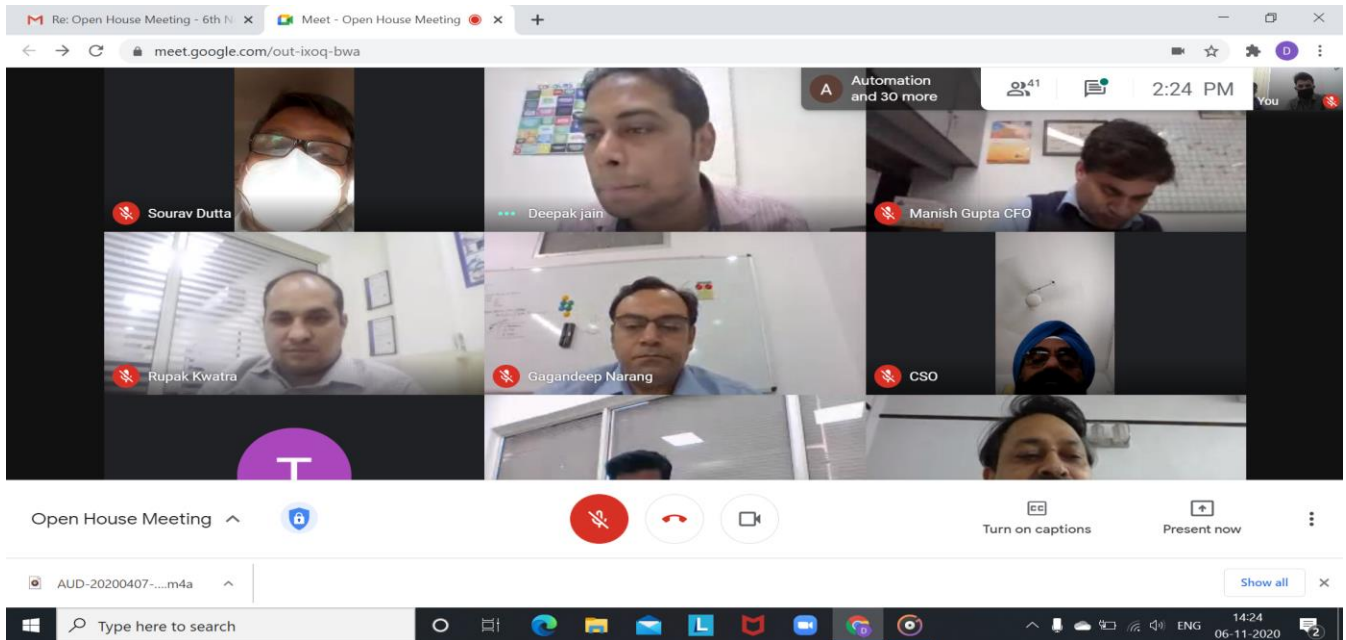 Re: Open House Meeting - 6th N
Meet - Open House Meeting
meet.google.com/out-ixoq-bwa
D
A
Automation
and 30 more
41
2:24 PM
You
Sourav Dutta
Deepak jain
Manish Gupta CFO
Rupak Kwatra
Gagandeep Narang
CSO
T
Open House Meeting
CC
Turn on captions
Present now
AUD-20200407-....m4a
Show all
Type here to search
L
ENG
14:24
06-11-2020
2